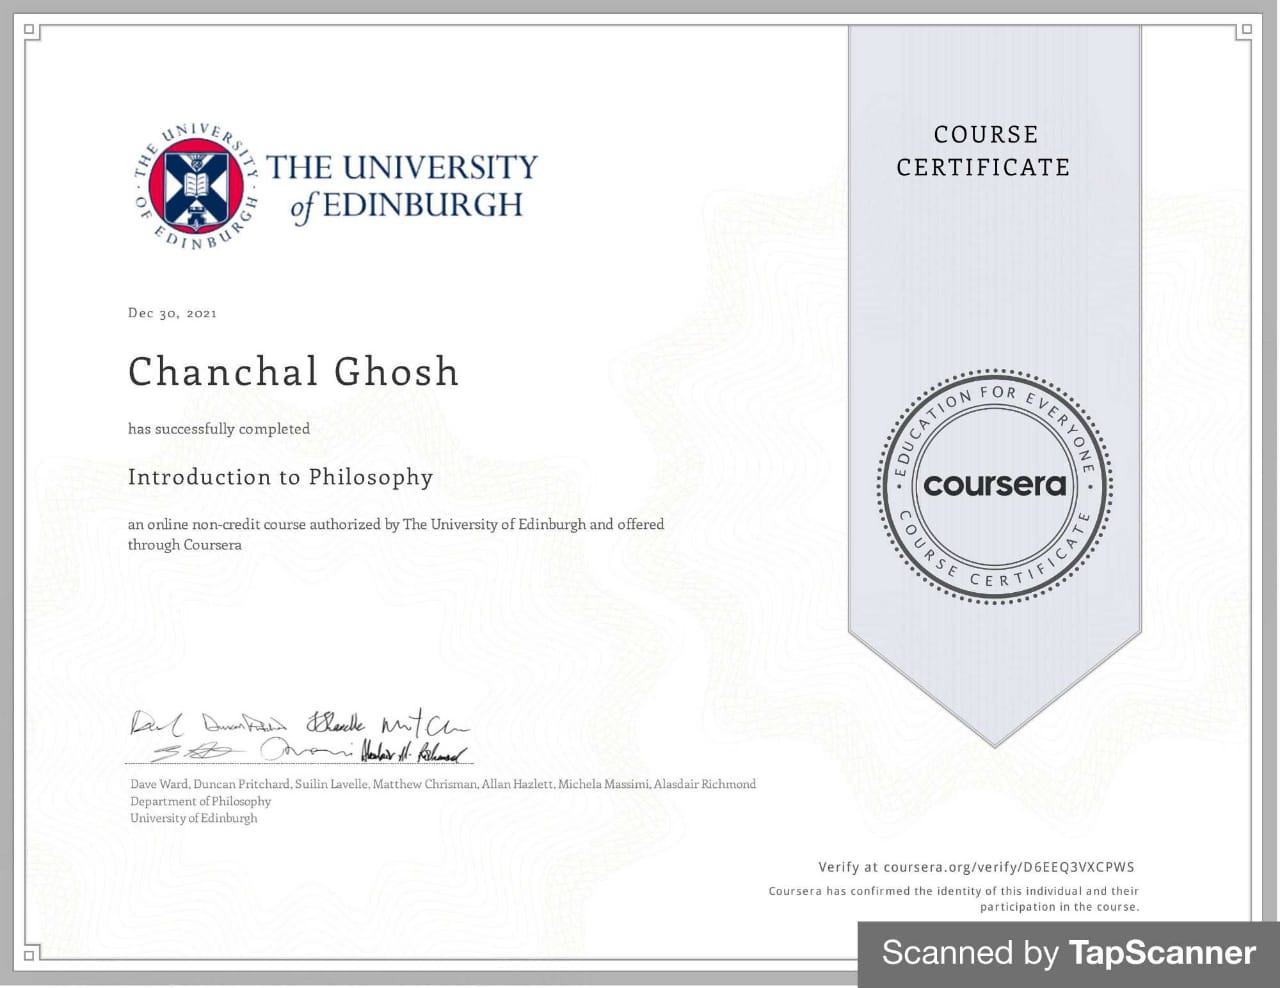 THE UNIVERSITY OF EDINBURGH
THE UNIVERSITY
of EDINBURGH
COURSE
CERTIFICATE
Dec 30, 2021
Chanchal Ghosh
has successfully completed
Introduction to Philosophy
an online non-credit course authorized by The University of Edinburgh and offered
through Coursera
EDUCATION FOR EVERYONE
coursera
COURSE CERTIFICATE
Dave Ward, Duncan Pritchard, Suilin Lavelle, Matthew Chrisman, Allan Hazlett, Michela Massimi, Alasdair Richmond
Department of Philosophy
University of Edinburgh
Verify at coursera.org/verify/D6EEQ3VXCPWS
Coursera has confirmed the identity of this individual and their
participation in the course.
Scanned by TapScanner